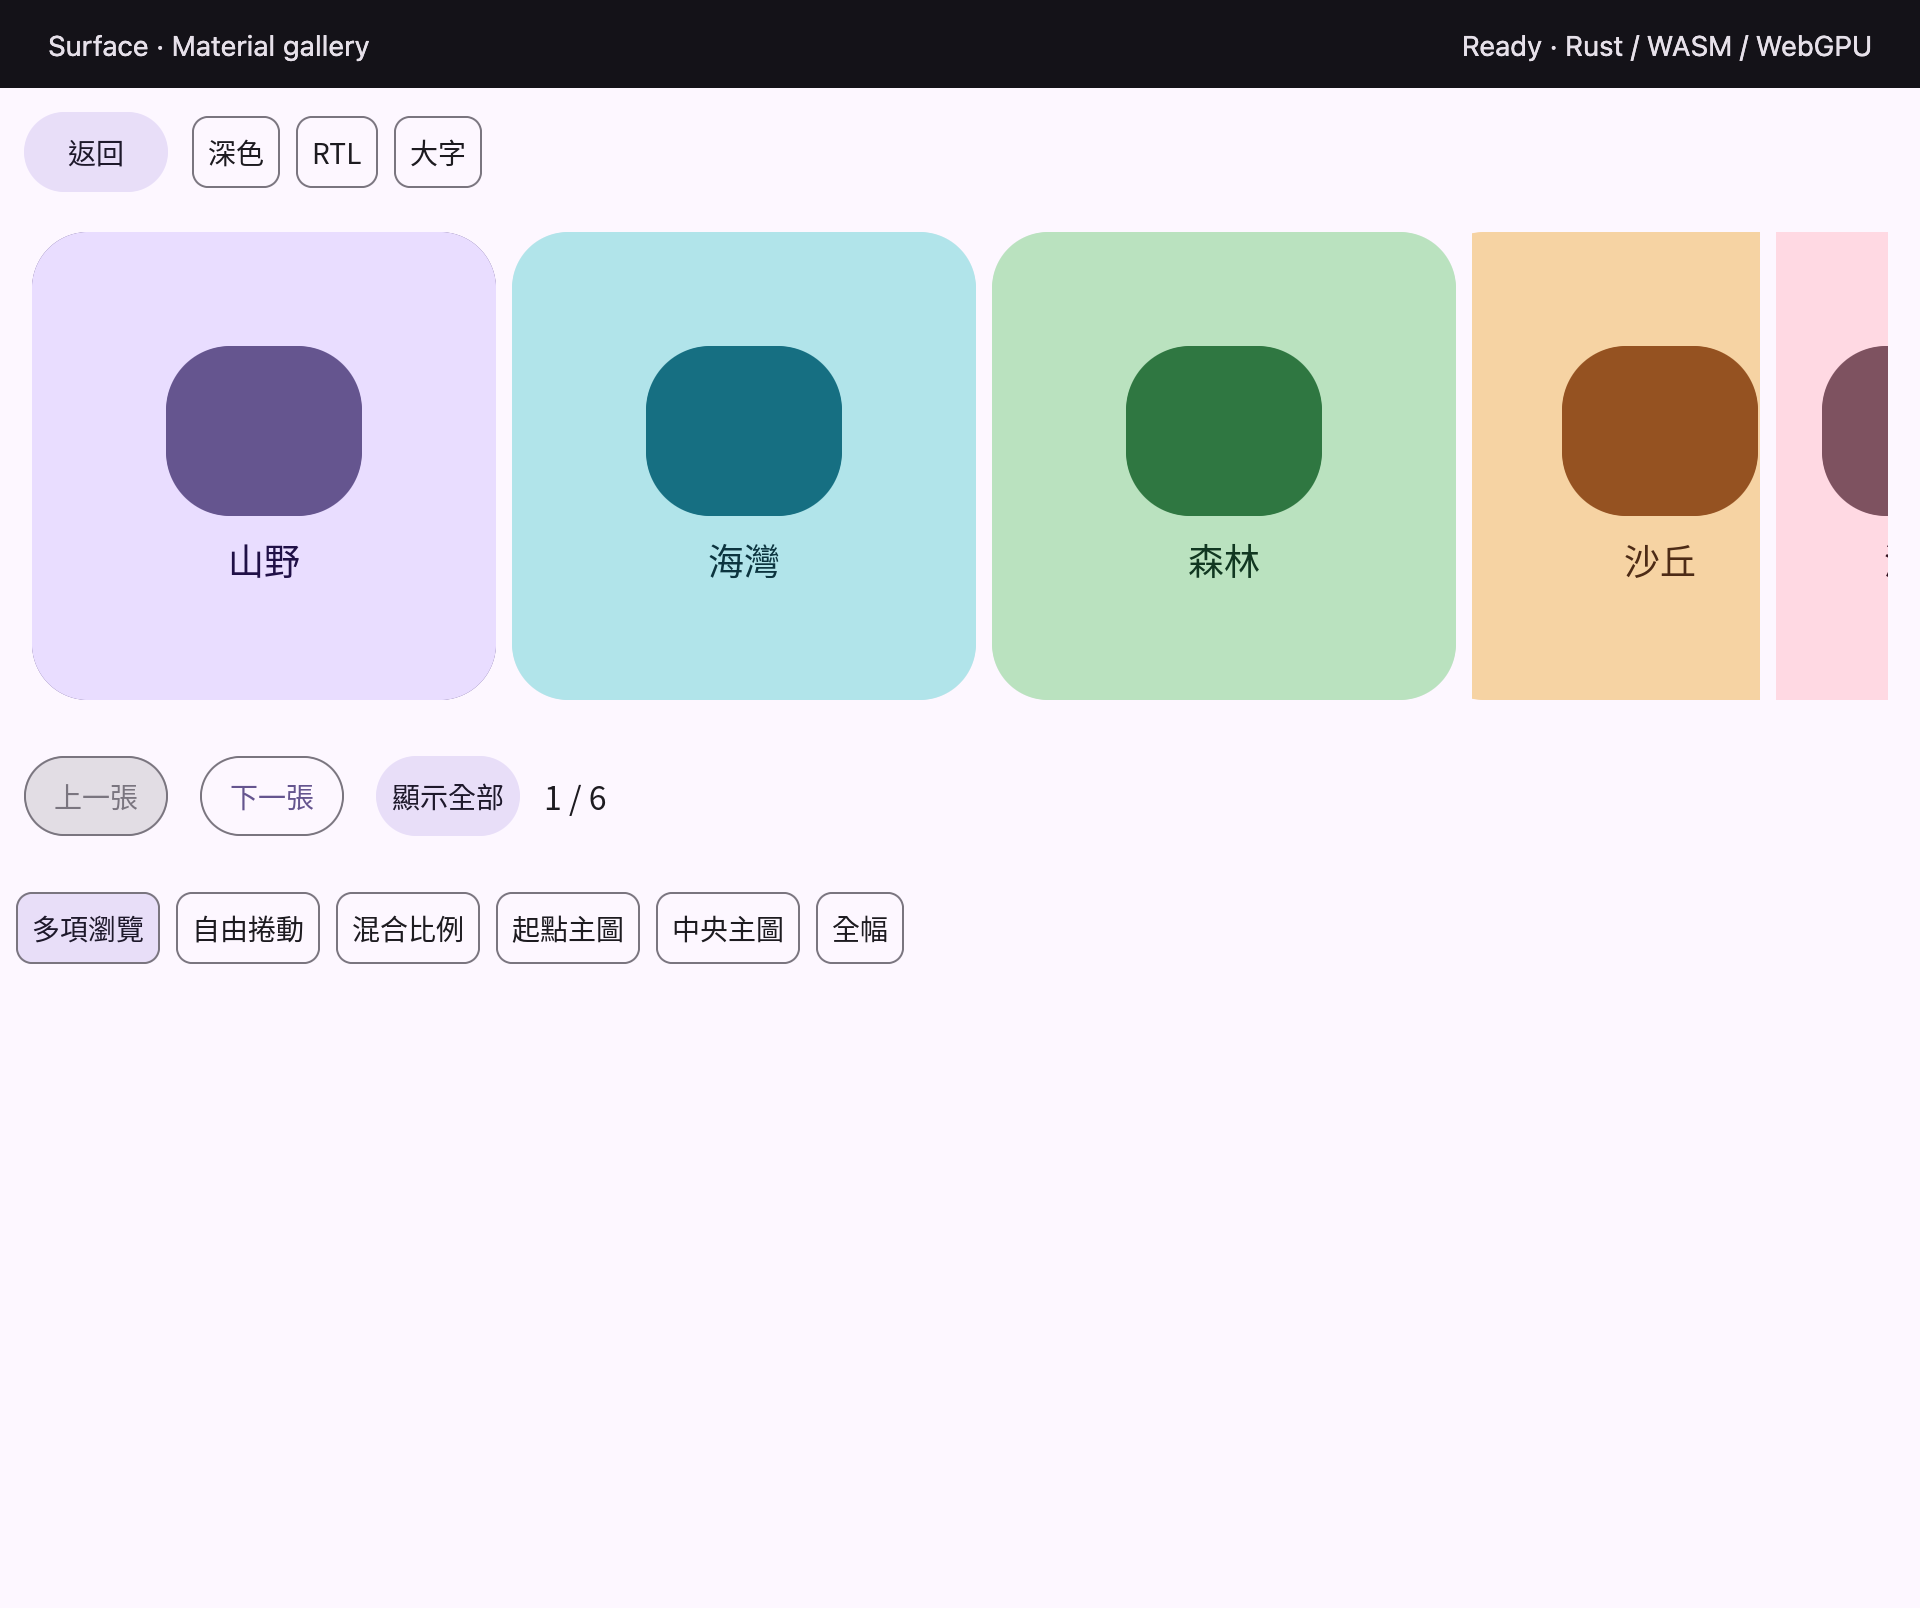 Surface · Material gallery
Ready · Rust / WASM / WebGPU
返回
深色
RTL
大字
山野
海灣
森林
沙丘
上一張
下一張
顯示全部
1 / 6
多項瀏覽
自由捲動
混合比例
起點主圖
中央主圖
全幅